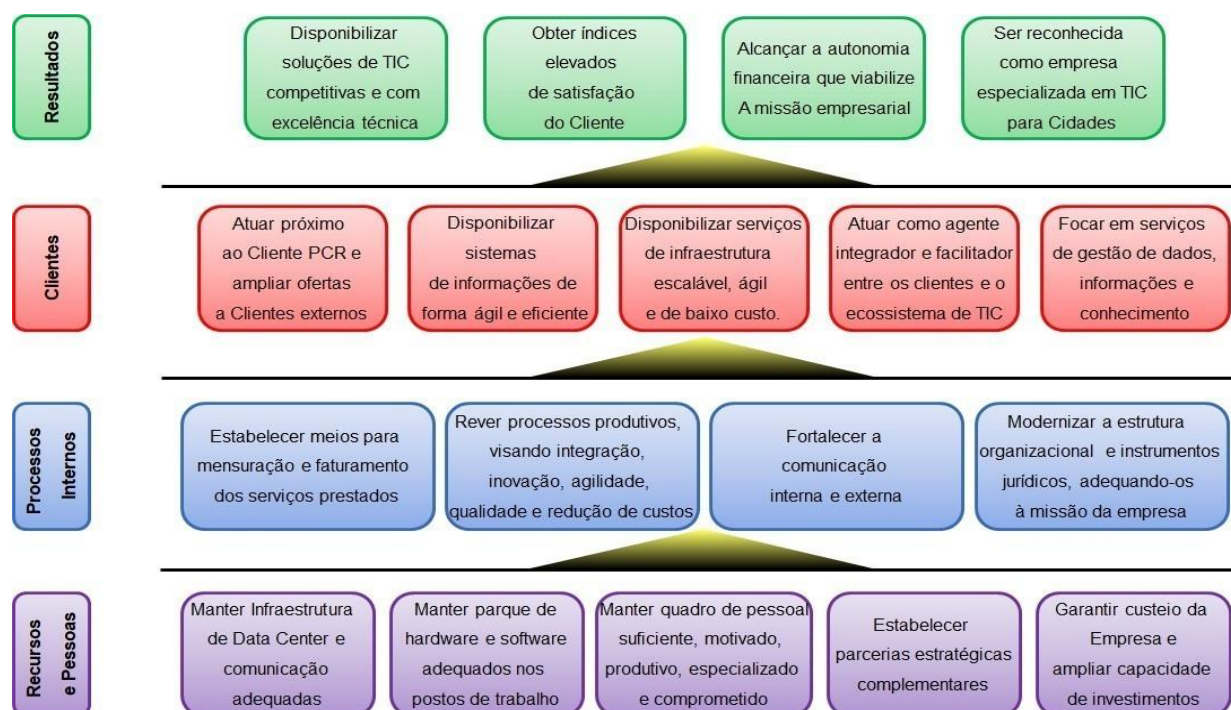 Resultados
Disponibilizar
soluções de TIC
competitivas e com
excelência técnica
Obter índices
elevados
de satisfação
do Cliente
Alcançar a autonomia
financeira que viabilize
A missão empresarial
Ser reconhecida
como empresa
especializada em TIC
para Cidades
Clientes
Atuar próximo
ao Cliente PCR e
ampliar ofertas
a Clientes externos
Disponibilizar
sistemas
de informações de
forma ágil e eficiente
Disponibilizar serviços
de infraestrutura
escalável, ágil
e de baixo custo.
Atuar como agente
integrador e facilitador
entre os clientes e o
ecossistema de TIC
Focar em serviços
de gestão de dados,
informações e
conhecimento
Processos
Internos
Estabelecer meios para
mensuração e faturamento
dos serviços prestados
Rever processos produtivos,
visando integração,
inovação, agilidade,
qualidade e redução de custos
Fortalecer a
comunicação
interna e externa
Modernizar a estrutura
organizacional e instrumentos
jurídicos, adequando-os
à missão da empresa
Recursos
e Pessoas
Manter Infraestrutura
de Data Center e
comunicação
adequadas
Manter parque de
hardware e software
adequados nos
postos de trabalho
Manter quadro de pessoal
suficiente, motivado,
produtivo, especializado
e comprometido
Estabelecer
parcerias estratégicas
complementares
Garantir custeio da
Empresa e
ampliar capacidade
de investimentos